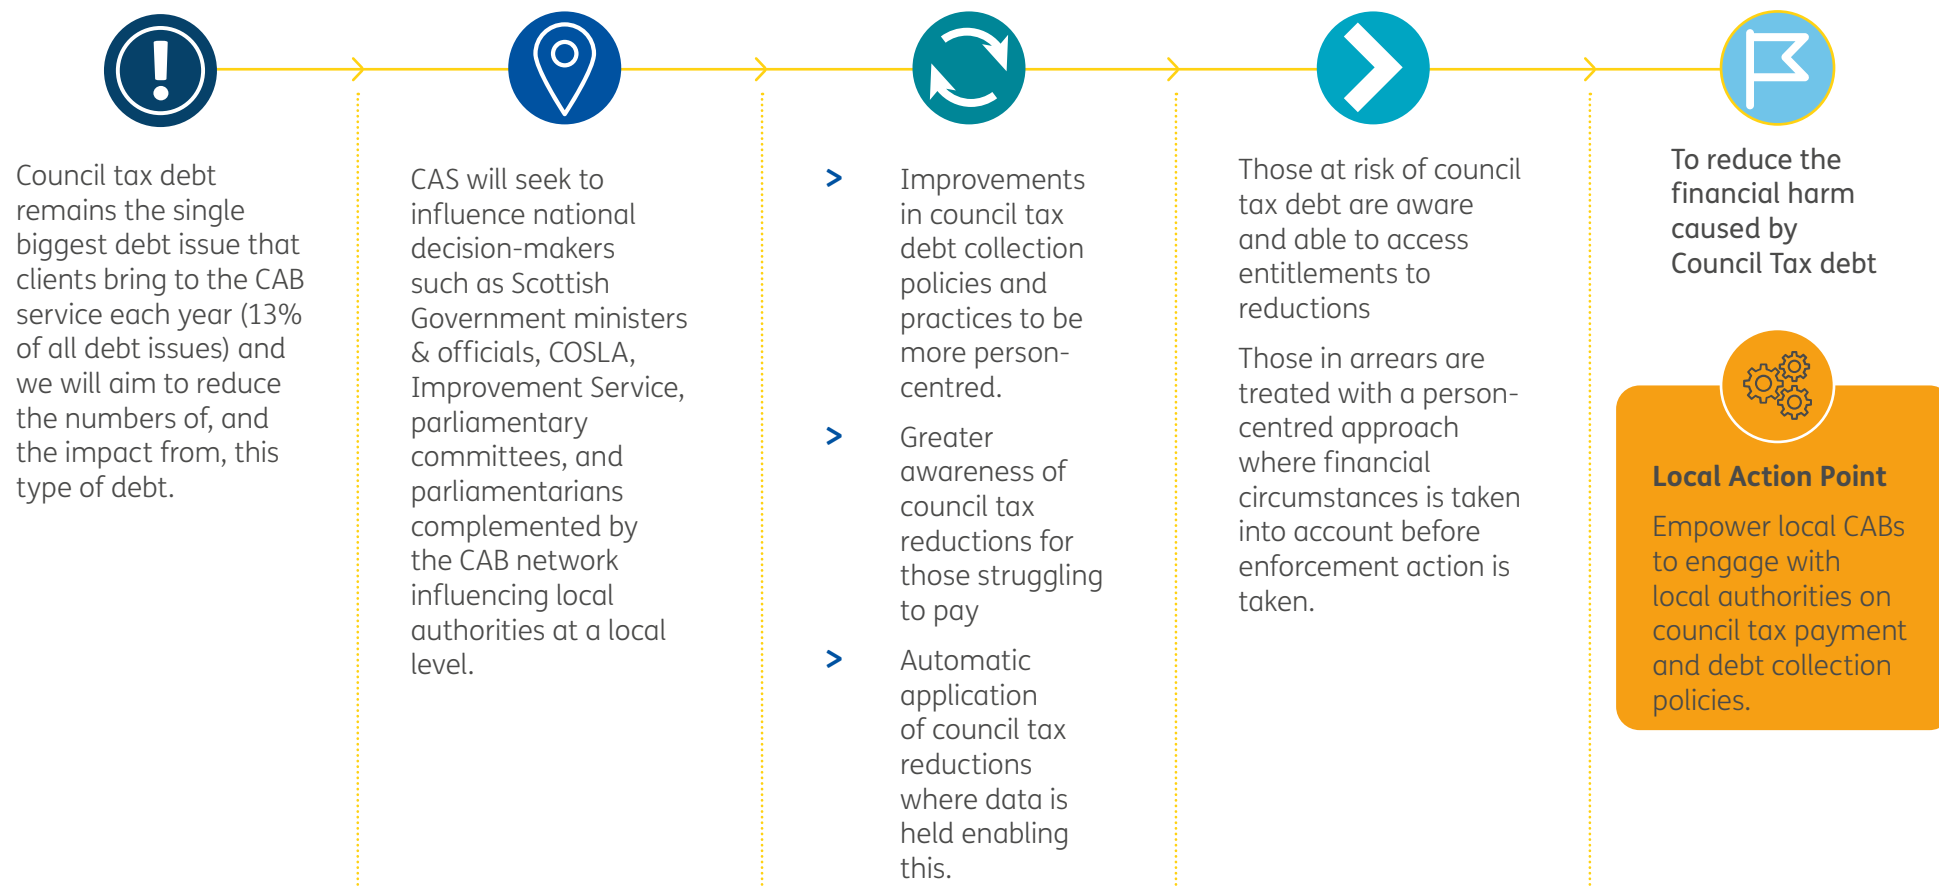 Council tax debt
remains the single
biggest debt issue that
clients bring to the CAB
service each year (13%
of all debt issues) and
we will aim to reduce
the numbers of, and
the impact from, this
type of debt.
CAS will seek to
influence national
decision-makers
such as Scottish
Government ministers
& officials, COSLA,
Improvement Service,
parliamentary
committees, and
parliamentarians
complemented by
the CAB network
influencing local
authorities at a local
level.
> Improvements
in council tax
debt collection
policies and
practices to be
more person-
centred.
> Greater
awareness of
council tax
reductions for
those struggling
to pay
> Automatic
application
of council tax
reductions
where data is
held enabling
this.
Those at risk of council
tax debt are aware
and able to access
entitlements to
reductions
Those in arrears are
treated with a person-
centred approach
where financial
circumstances is taken
into account before
enforcement action is
taken.
To reduce the
financial harm
caused by
Council Tax debt
Local Action Point
Empower local CABs
to engage with
local authorities on
council tax payment
and debt collection
policies.